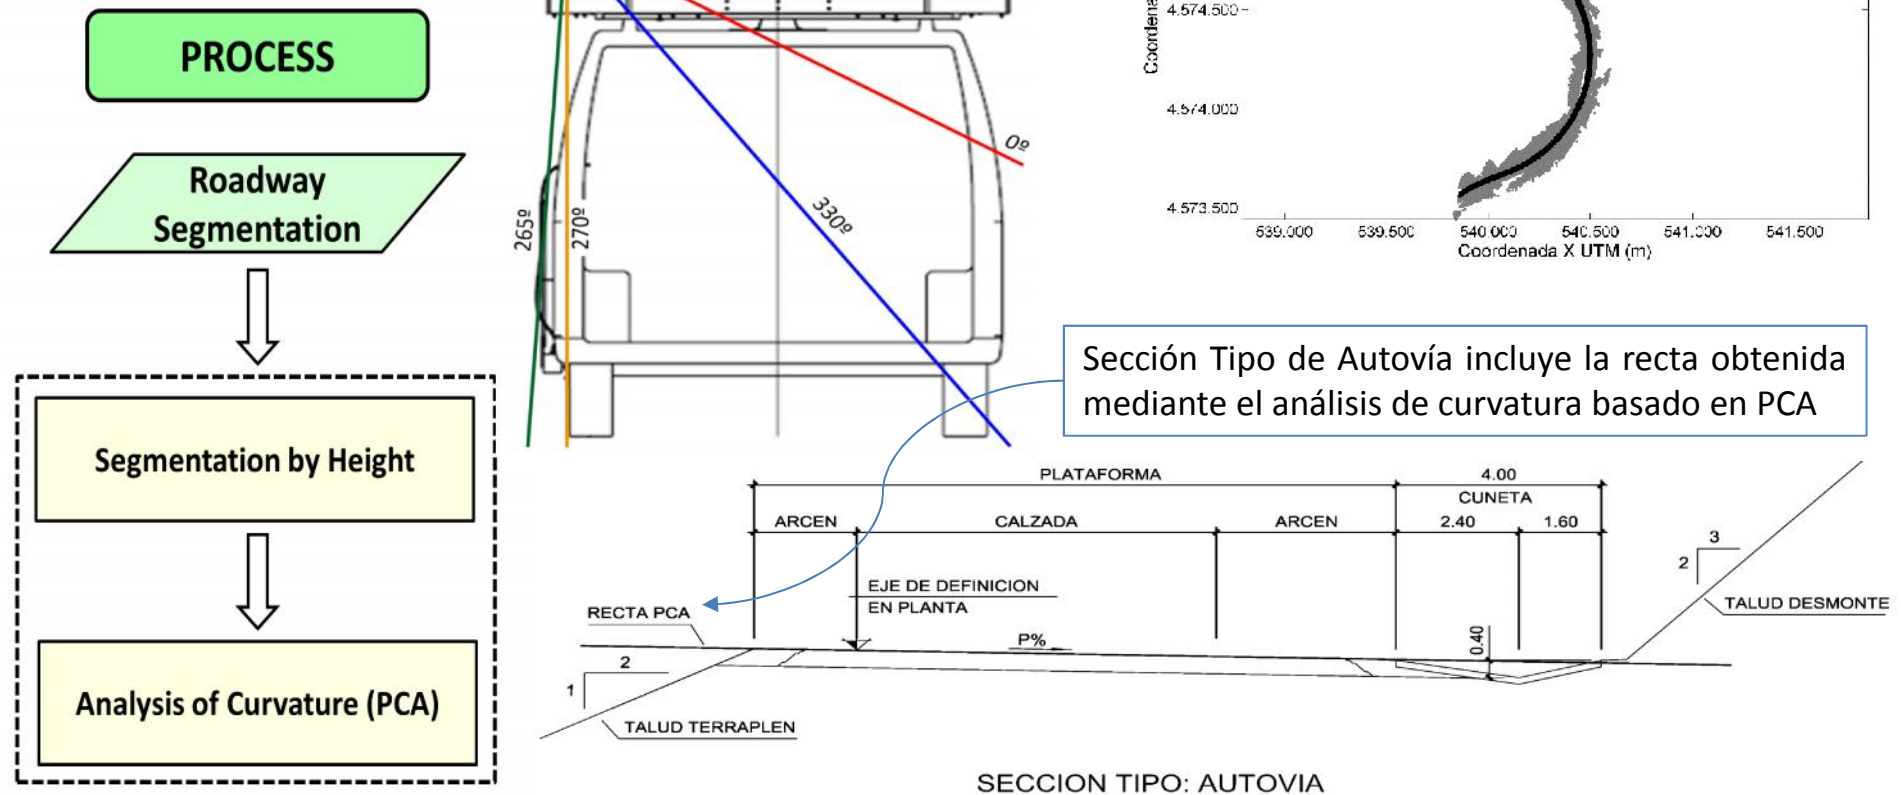 PROCESS
Roadway
Segmentation
Segmentation by Height
Analysis of Curvature (PCA)
265º
270º
330º
0º
4.574.500
4.574.000
4.573.500
539.000
539.500
540.000
540.500
541.000
541.500
Coordenada X UTM (m)
Sección Tipo de Autovía incluye la recta obtenida
mediante el análisis de curvatura basado en PCA
PLATAFORMA
4.00
CUNETA
ARCEN
CALZADA
ARCEN
2.40
1.60
EJE DE DEFINICION
EN PLANTA
RECTA PCA
P%
0.40
3
2
TALUD DESMONTE
2
1
TALUD TERRAPLEN
SECCION TIPO: AUTOVIA